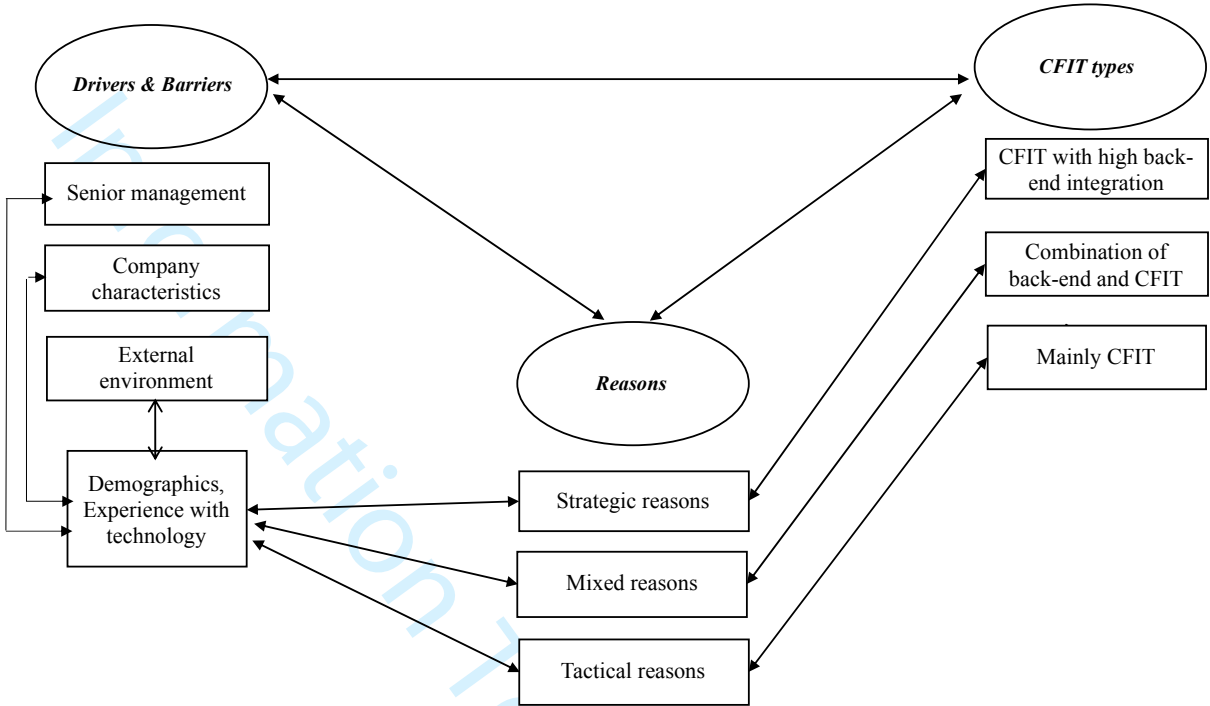 Drivers & Barriers
CFIT types
Senior management
CFIT with high back-
end integration
Company
characteristics
Combination of
back-end and CFIT
External
environment
Mainly CFIT
Reasons
Demographics,
Experience with
technology
Strategic reasons
Mixed reasons
Tactical reasons
Information T